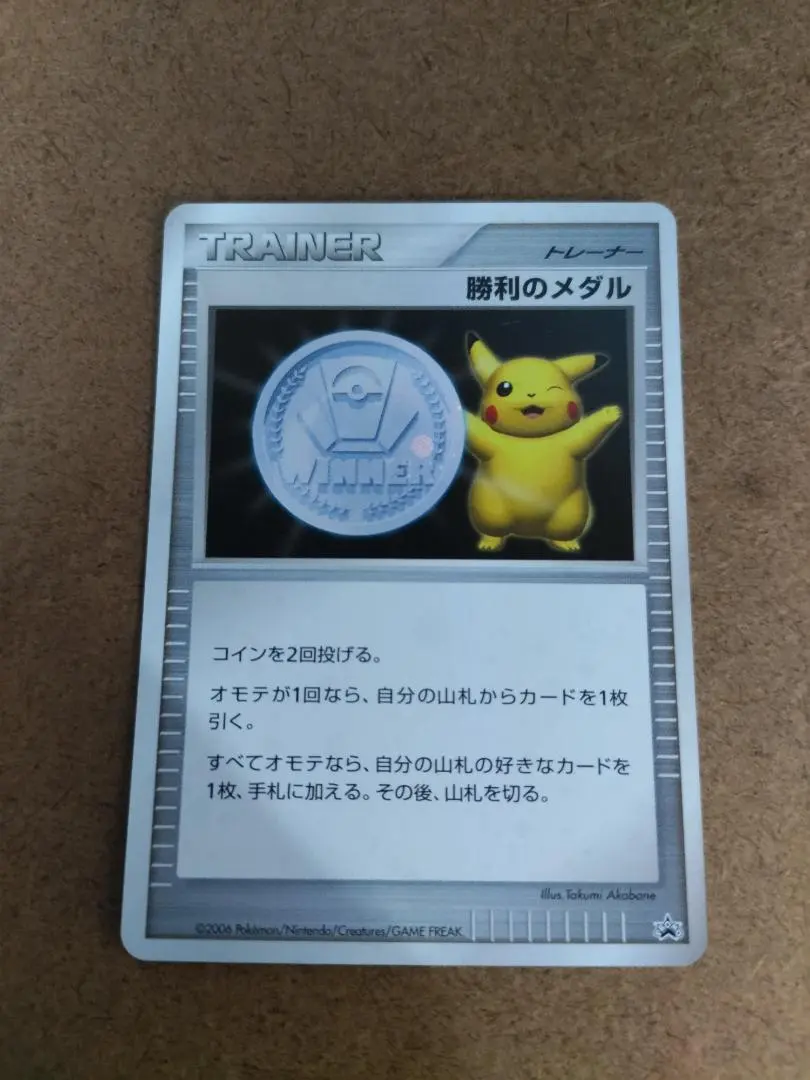 TRAINER
トレーナー
勝利のメダル
WINNER
コインを2回投げる。
オモテが1回なら、自分の山札からカードを1枚
引く。
すべてオモテなら、自分の山札の好きなカードを
1枚、手札に加える。その後、山札を切る。
Illus. Takumi Akabane
©2006 Pokémon/Nintendo/Creatures/GAME FREAK